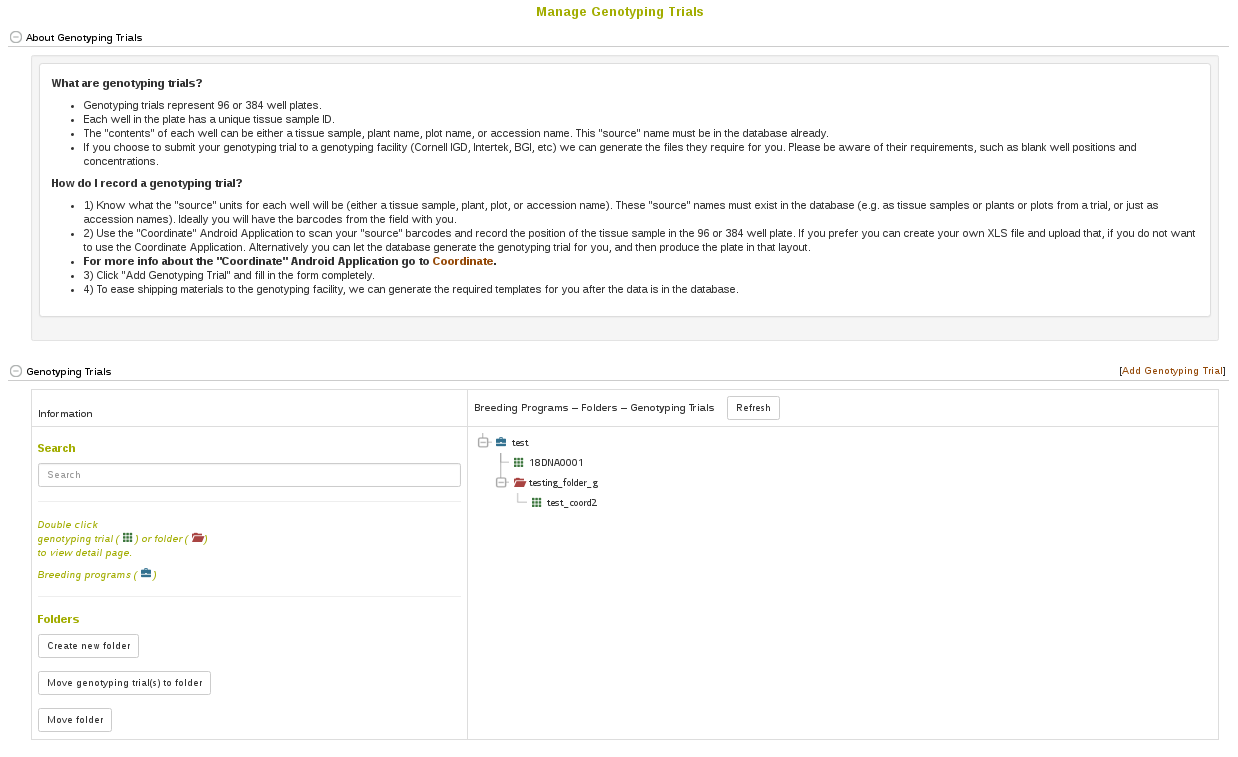 Manage Genotyping Trials
About Genotyping Trials
What are genotyping trials?
• Genotyping trials represent 96 or 384 well plates.
• Each well in the plate has a unique tissue sample ID.
• The "contents" of each well can be either a tissue sample, plant name, plot name, or accession name. This "source" name must be in the database already.
• If you choose to submit your genotyping trial to a genotyping facility (Cornell IGD, Intertek, BGI, etc) we can generate the files they require for you. Please be aware of their requirements, such as blank well positions and
concentrations.
How do I record a genotyping trial?
• 1) Know what the "source" units for each well will be (either a tissue sample, plant, plot, or accession name). These "source" names must exist in the database (e.g. as tissue samples or plants or plots from a trial, or just as
accession names). Ideally you will have the barcodes from the field with you.
• 2) Use the "Coordinate" Android Application to scan your "source" barcodes and record the position of the tissue sample in the 96 or 384 well plate. If you prefer you can create your own XLS file and upload that, if you do not want
to use the Coordinate Application. Alternatively you can let the database generate the genotyping trial for you, and then produce the plate in that layout.
• For more info about the "Coordinate" Android Application go to Coordinate.
• 3) Click "Add Genotyping Trial" and fill in the form completely.
• 4) To ease shipping materials to the genotyping facility, we can generate the required templates for you after the data is in the database.
Genotyping Trials
[Add Genotyping Trial]
Information
Breeding Programs – Folders – Genotyping Trials
Refresh
Search
Search
Double click
genotyping trial ( ) or folder ( )
to view detail page.
Breeding programs ( )
Folders
Create new folder
Move genotyping trial(s) to folder
Move folder
test
18DNA0001
testing_folder_g
test_coord2